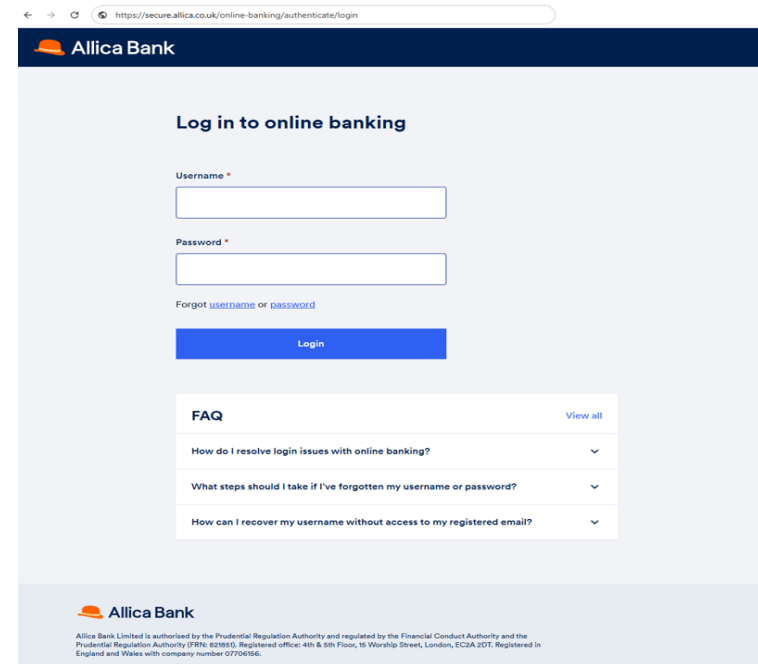 https://secure.allica.co.uk/online-banking/authenticate/login
Allica Bank
Log in to online banking
Username *
Password *
Forgot username or password
Login
FAQ
View all
How do I resolve login issues with online banking?
What steps should I take if I've forgotten my username or password?
How can I recover my username without access to my registered email?
Allica Bank
Allica Bank Limited is authorised by the Prudential Regulation Authority and regulated by the Financial Conduct Authority and the
Prudential Regulation Authority (FRN: 821851). Registered office: 4th & 5th Floor, 15 Worship Street, London, EC2A 2DT. Registered in
England and Wales with company number 07706156.